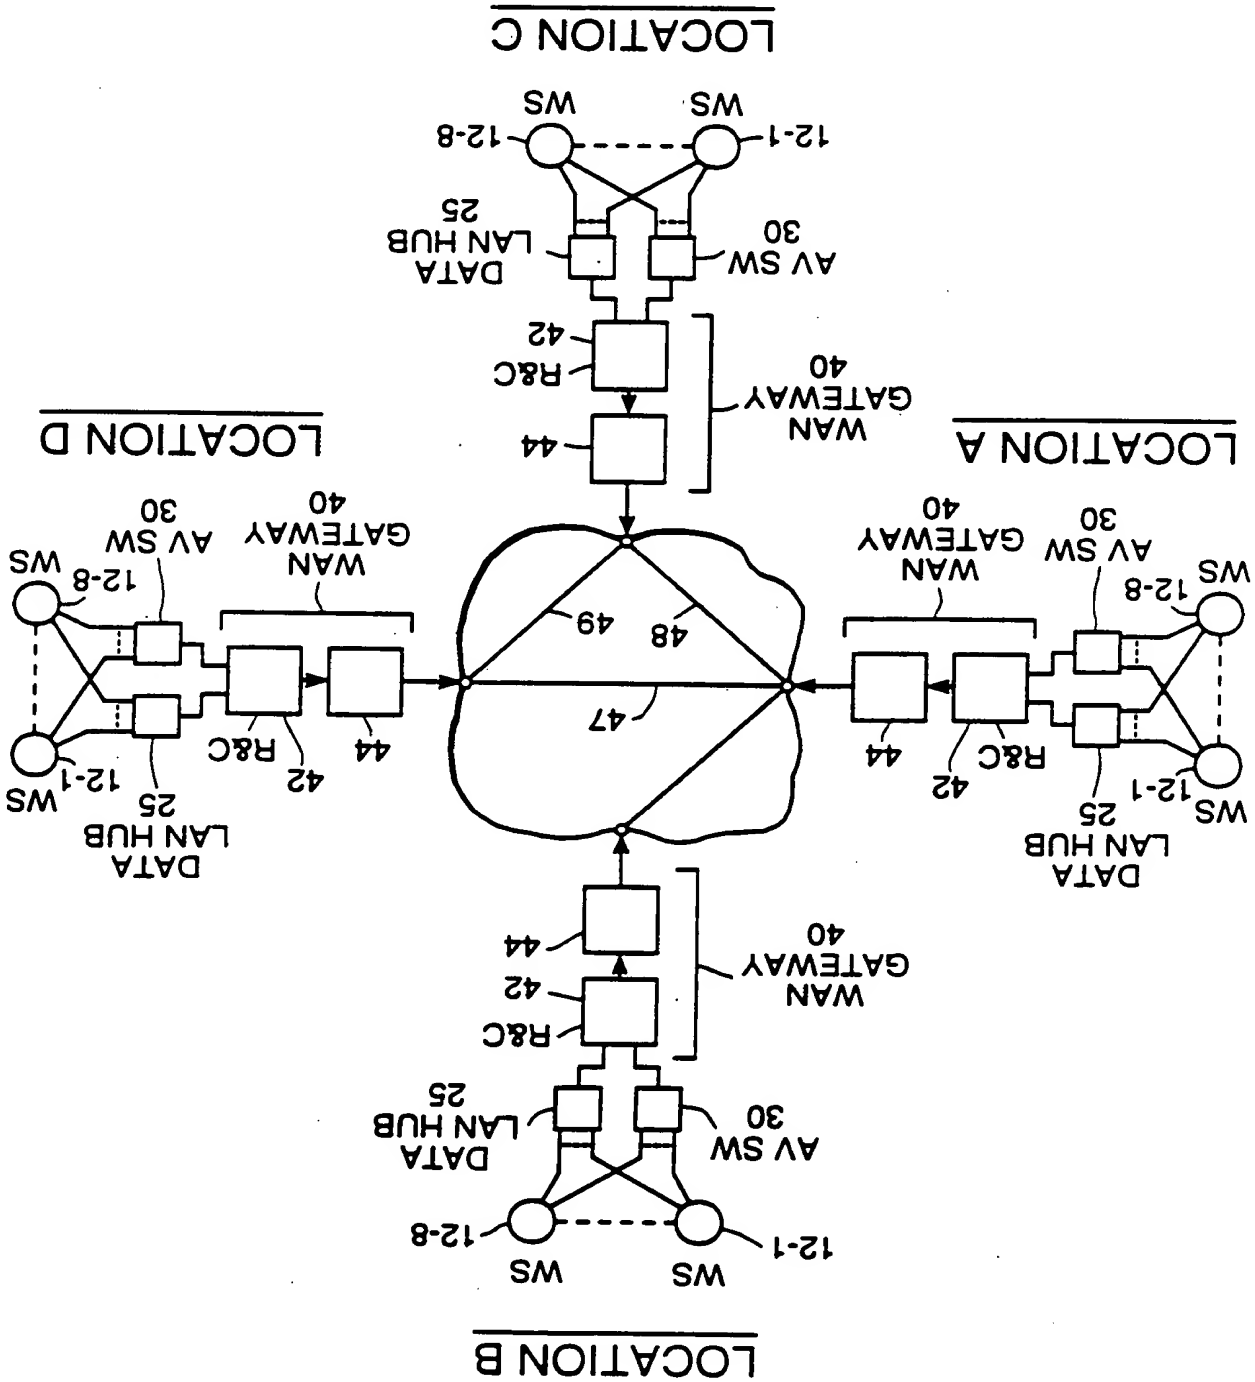 LOCATION B
WS
WS
12-1
12-8
AV SW
30
DATA
LAN HUB
25
R&C
42
WAN
GATEWAY
40
44
DATA
LAN HUB
25
WS
12-1
R&C
42
44
12-8
WS
AV SW
30
WAN
GATEWAY
40
LOCATION A
47
48
49
DATA
LAN HUB
25
WS
12-1
44
42
R&C
12-8
WS
WAN
GATEWAY
40
AV SW
30
LOCATION D
44
WAN
GATEWAY
40
R&C
42
AV SW
30
DATA
LAN HUB
25
12-1
12-8
WS
WS
LOCATION C